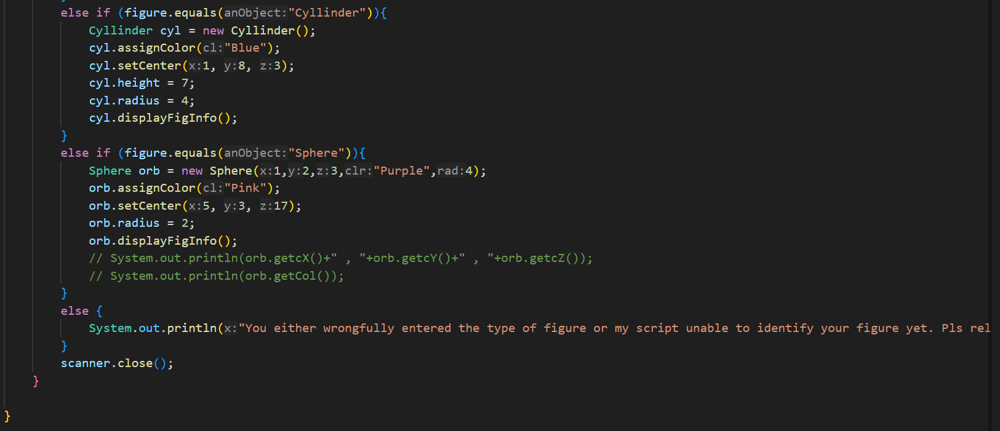 else if (figure.equals(anObject:"Cyllinder")){
Cyllinder cyl = new Cyllinder();
cyl.assignColor(cl:"Blue");
cyl.setCenter(x:1, y:8, z:3);
cyl.height = 7;
cyl.radius = 4;
cyl.displayFigInfo();
}
else if (figure.equals(anObject:"Sphere")){
Sphere orb = new Sphere(x:1,y:2,z:3,clr:"Purple",rad:4);
orb.assignColor(cl:"Pink");
orb.setCenter(x:5, y:3, z:17);
orb.radius = 2;
orb.displayFigInfo();
// System.out.println(orb.getcX()+" , "+orb.getcY()+" , "+orb.getcZ());
// System.out.println(orb.getCol());
}
else {
System.out.println(x:"You either wrongfully entered the type of figure or my script unable to identify your figure yet. Pls rel
}
scanner.close();
}
}